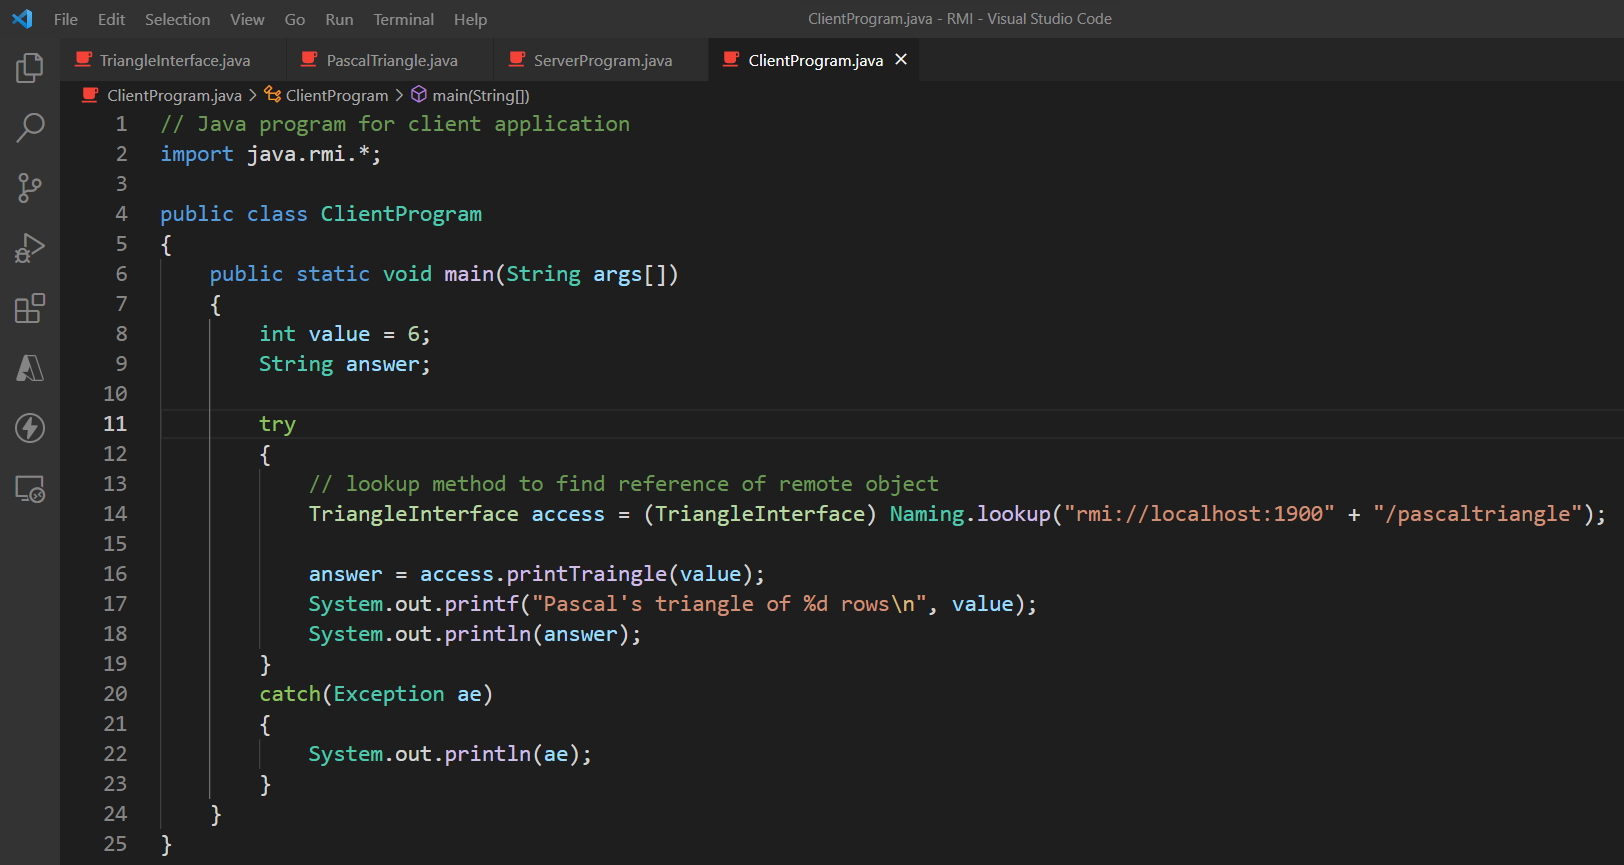 File Edit Selection View Go Run Terminal Help ClientProgram.java - RMI - Visual Studio Code
TriangleInterface.java PascalTriangle.java ServerProgram.java ClientProgram.java ×
ClientProgram.java > ClientProgram > main(String[])
1 // Java program for client application
2 import java.rmi.*;
3
4 public class ClientProgram
5 {
6     public static void main(String args[])
7     {
8         int value = 6;
9         String answer;
10
11         try
12         {
13             // lookup method to find reference of remote object
14             TriangleInterface access = (TriangleInterface) Naming.lookup("rmi://localhost:1900" + "/pascaltriangle");
15
16             answer = access.printTraingle(value);
17             System.out.printf("Pascal's triangle of %d rows\n", value);
18             System.out.println(answer);
19         }
20         catch(Exception ae)
21         {
22             System.out.println(ae);
23         }
24     }
25 }